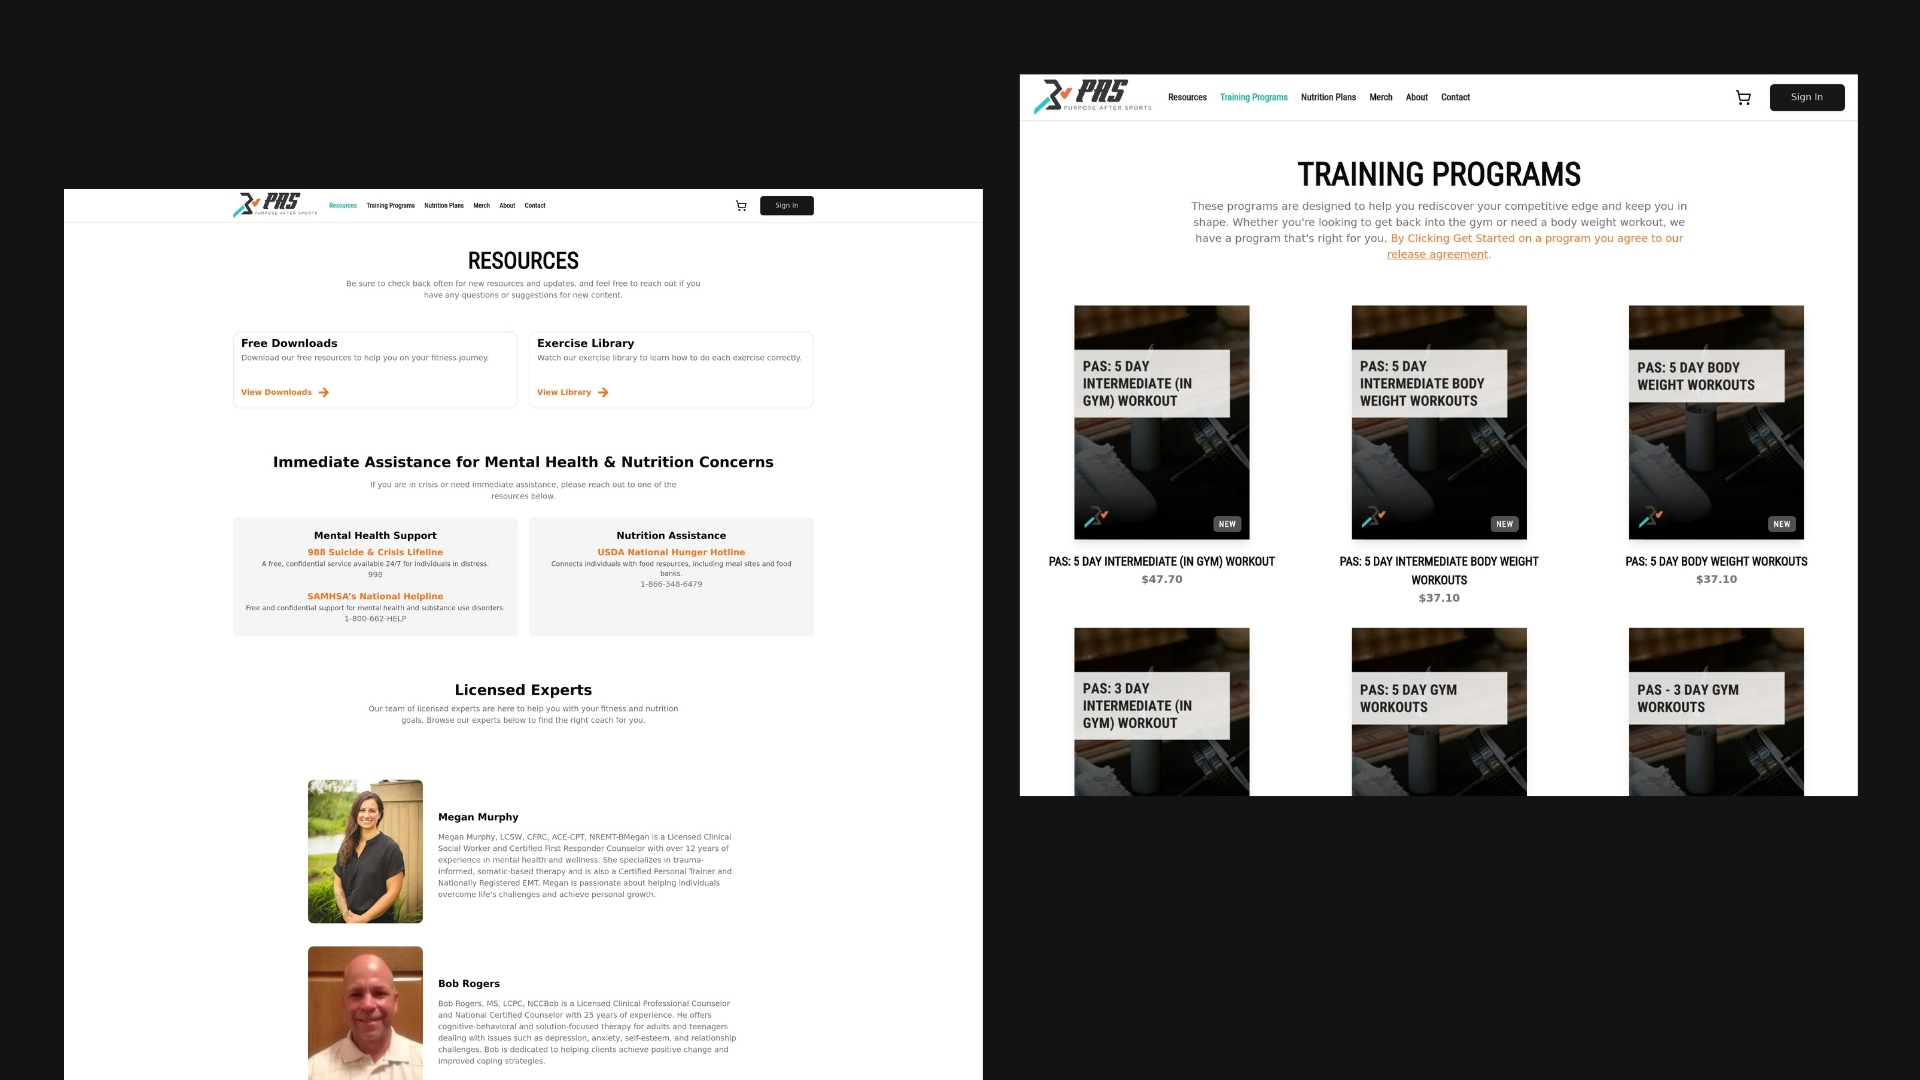 PAS
PURPOSE AFTER SPORTS
Resources
Training Programs
Nutrition Plans
Merch
About
Contact
Sign In
RESOURCES
Be sure to check back often for new resources and updates, and feel free to reach out if you
have any questions or suggestions for new content.
Free Downloads
Download our free resources to help you on your fitness journey.
View Downloads
Exercise Library
Watch our exercise library to learn how to do each exercise correctly.
View Library
Immediate Assistance for Mental Health & Nutrition Concerns
If you are in crisis or need immediate assistance, please reach out to one of the
resources below.
Mental Health Support
988 Suicide & Crisis Lifeline
A free, confidential service available 24/7 for individuals in distress.
998
SAMHSA's National Helpline
Free and confidential support for mental health and substance use disorders.
1-800-662-HELP
Nutrition Assistance
USDA National Hunger Hotline
Connects individuals with food resources, including meal sites and food
banks.
1-866-348-6479
Licensed Experts
Our team of licensed experts are here to help you with your fitness and nutrition
goals. Browse our experts below to find the right coach for you.
Megan Murphy
Megan Murphy, LCSW, CFRC, ACE-CPT, NREMT-BMegan is a Licensed Clinical
Social Worker and Certified First Responder Counselor with over 12 years of
experience in mental health and wellness. She specializes in trauma-
informed, somatic-based therapy and is also a Certified Personal Trainer and
Nationally Registered EMT. Megan is passionate about helping individuals
overcome life's challenges and achieve personal growth.
Bob Rogers
Bob Rogers, MS, LCPC, NCCBob is a Licensed Clinical Professional Counselor
and National Certified Counselor with 25 years of experience. He offers
cognitive-behavioral and solution-focused therapy for adults and teenagers
dealing with issues such as depression, anxiety, self-esteem, and relationship
challenges. Bob is dedicated to helping clients achieve positive change and
improved coping strategies.
PAS
PURPOSE AFTER SPORTS
Resources
Training Programs
Nutrition Plans
Merch
About
Contact
Sign In
TRAINING PROGRAMS
These programs are designed to help you rediscover your competitive edge and keep you in
shape. Whether you're looking to get back into the gym or need a body weight workout, we
have a program that's right for you. By Clicking Get Started on a program you agree to our
release agreement.
PAS: 5 DAY
INTERMEDIATE (IN
GYM) WORKOUT
NEW
PAS: 5 DAY INTERMEDIATE (IN GYM) WORKOUT
$47.70
PAS: 5 DAY
INTERMEDIATE BODY
WEIGHT WORKOUTS
NEW
PAS: 5 DAY INTERMEDIATE BODY WEIGHT
WORKOUTS
$37.10
PAS: 5 DAY BODY
WEIGHT WORKOUTS
NEW
PAS: 5 DAY BODY WEIGHT WORKOUTS
$37.10
PAS: 3 DAY
INTERMEDIATE (IN
GYM) WORKOUT
PAS: 5 DAY GYM
WORKOUTS
PAS - 3 DAY GYM
WORKOUTS